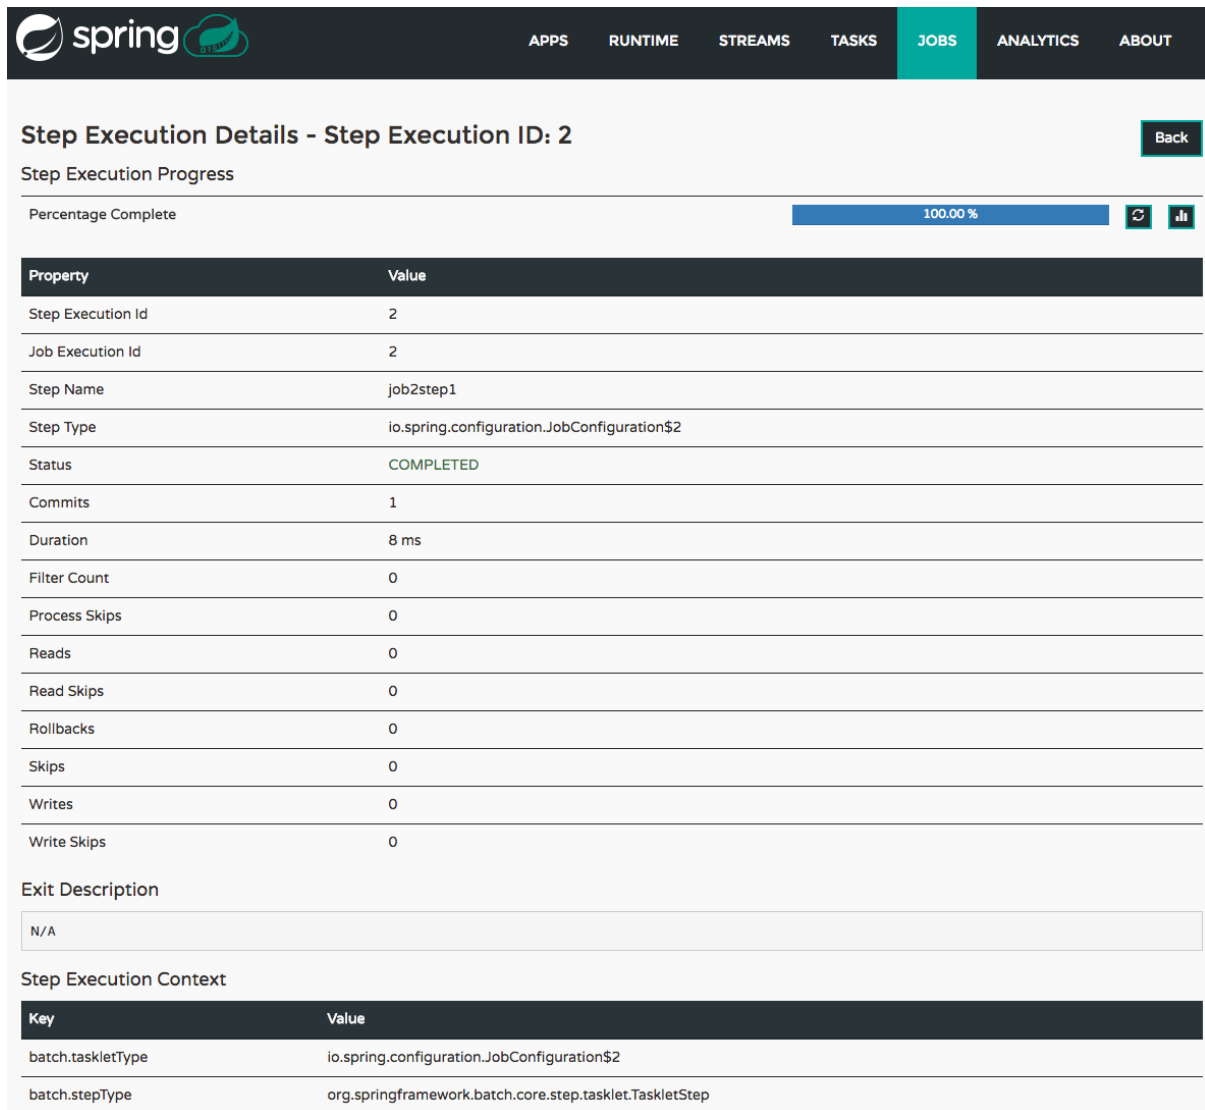 spring
APPS RUNTIME STREAMS TASKS JOBS ANALYTICS ABOUT
Step Execution Details - Step Execution ID: 2
Back
Step Execution Progress
Percentage Complete 100.00 %
Property Value
Step Execution Id 2
Job Execution Id 2
Step Name job2step1
Step Type io.spring.configuration.JobConfiguration$2
Status COMPLETED
Commits 1
Duration 8 ms
Filter Count 0
Process Skips 0
Reads 0
Read Skips 0
Rollbacks 0
Skips 0
Writes 0
Write Skips 0
Exit Description
N/A
Step Execution Context
Key Value
batch.taskletType io.spring.configuration.JobConfiguration$2
batch.stepType org.springframework.batch.core.step.tasklet.TaskletStep